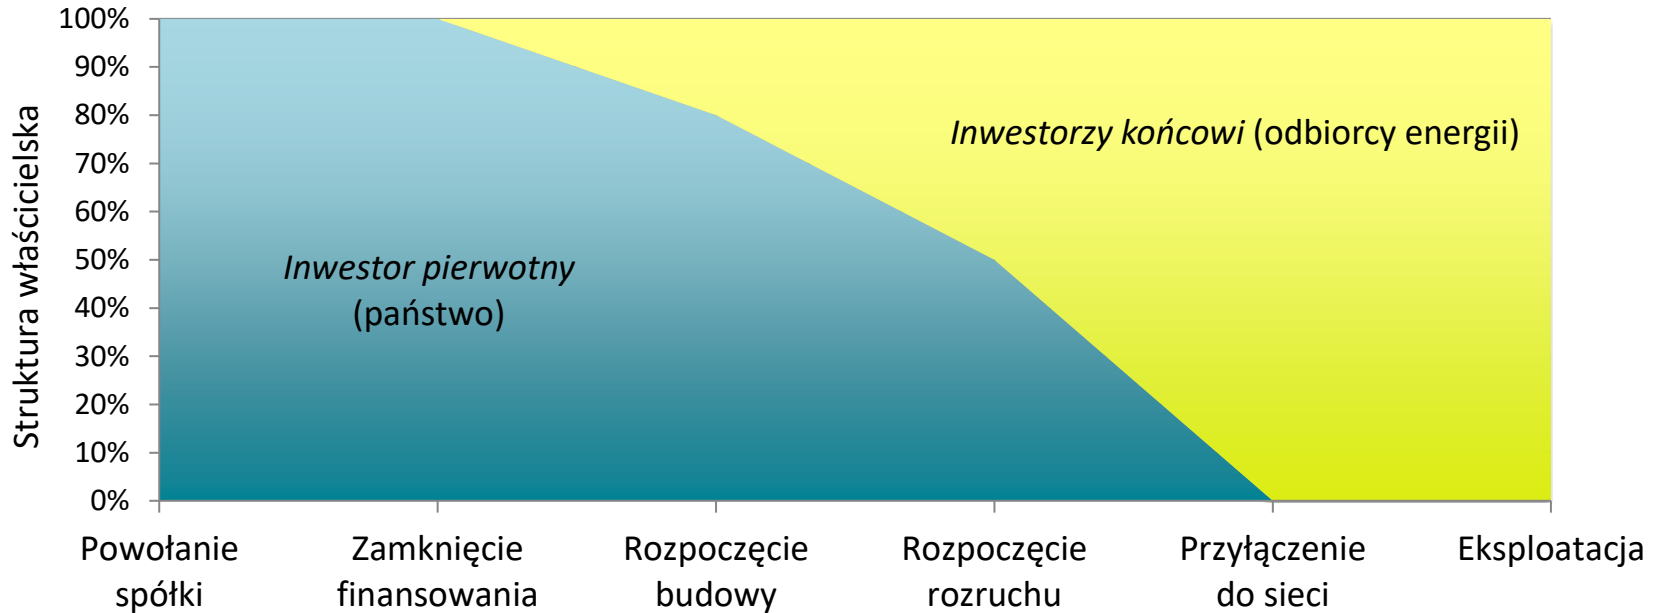 100%
90%
80%
70%
60%
50%
40%
30%
20%
10%
0%
Struktura właścicielska
Inwestorzy końcowi (odbiorcy energii)
Inwestor pierwotny
(państwo)
Powołanie
spółki
Zamknięcie
finansowania
Rozpoczęcie
budowy
Rozpoczęcie
rozruchu
Przyłączenie
do sieci
Eksploatacja